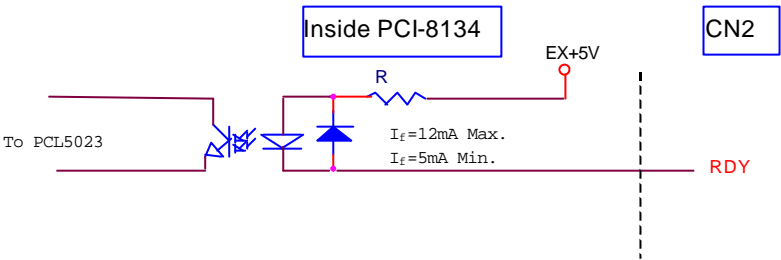 Inside PCI-8134
CN2
EX+5V
R
To PCL5023
If=12mA Max.
If=5mA Min.
RDY